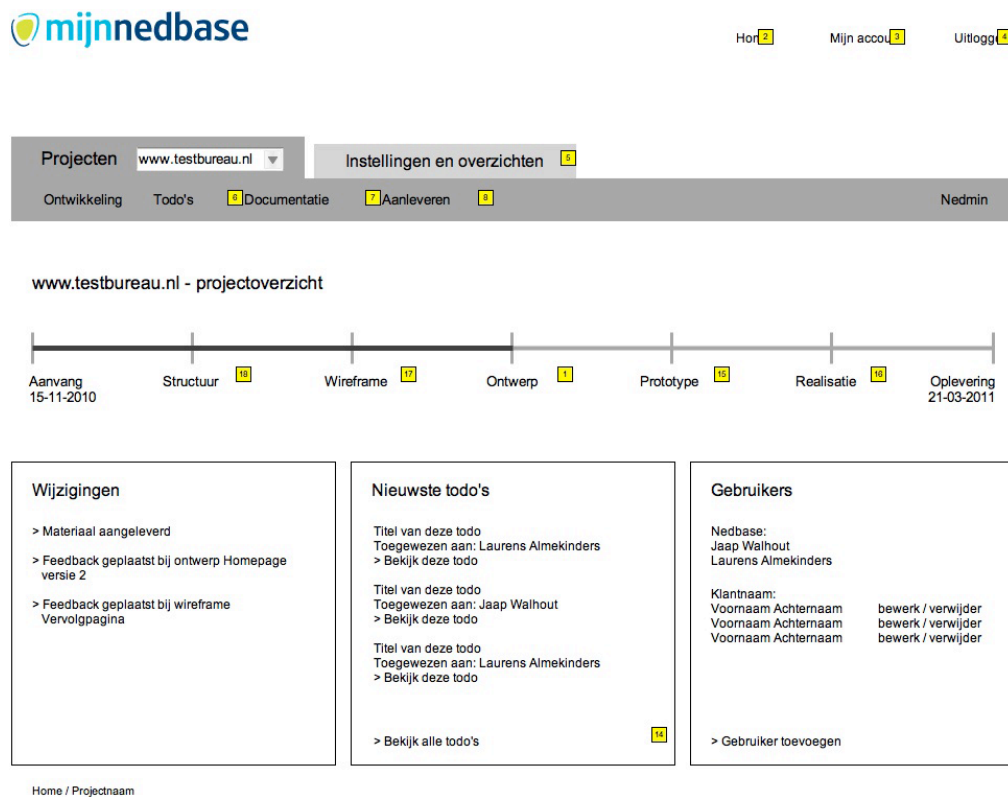 mijnnedbase
Hor 2 Mijn accou 3 Uitlogg 4
Projecten www.testbureau.nl Instellingen en overzichten 5
Ontwikkeling Todo's 6 Documentatie 7 Aanleveren 8 Nedmin
www.testbureau.nl - projectoverzicht
Aanvang Structuur 18 Wireframe 17 Ontwerp 1 Prototype 15 Realisatie 16 Oplevering
15-11-2010 21-03-2011
Wijzigingen
> Materiaal aangeleverd
> Feedback geplaatst bij ontwerp Homepage
versie 2
> Feedback geplaatst bij wireframe
Vervolgpagina
Nieuwste todo's
Titel van deze todo
Toegewezen aan: Laurens Almekinders
> Bekijk deze todo
Titel van deze todo
Toegewezen aan: Jaap Walhout
> Bekijk deze todo
Titel van deze todo
Toegewezen aan: Laurens Almekinders
> Bekijk deze todo
> Bekijk alle todo's 14
Gebruikers
Nedbase:
Jaap Walhout
Laurens Almekinders
Klantnaam:
Voornaam Achternaam bewerk / verwijder
Voornaam Achternaam bewerk / verwijder
Voornaam Achternaam bewerk / verwijder
> Gebruiker toevoegen
Home / Projectnaam